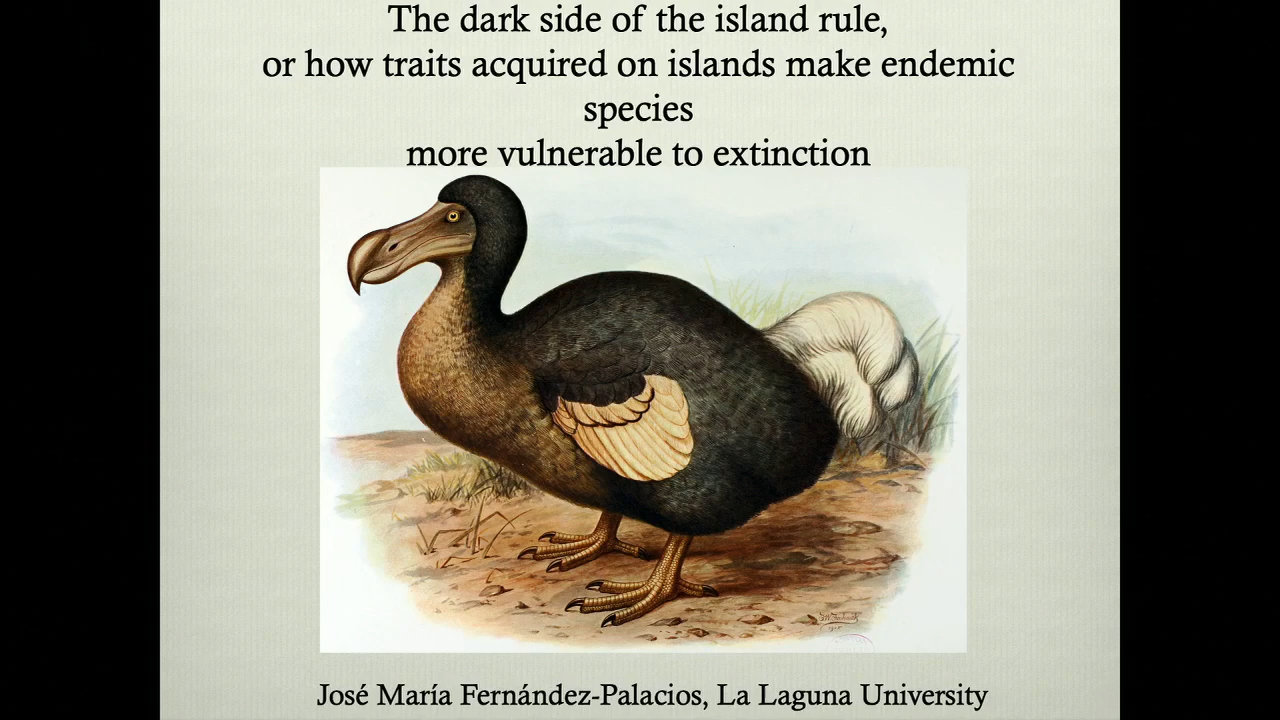 The dark side of the island rule,
or how traits acquired on islands make endemic
species
more vulnerable to extinction
José María Fernández-Palacios, La Laguna University